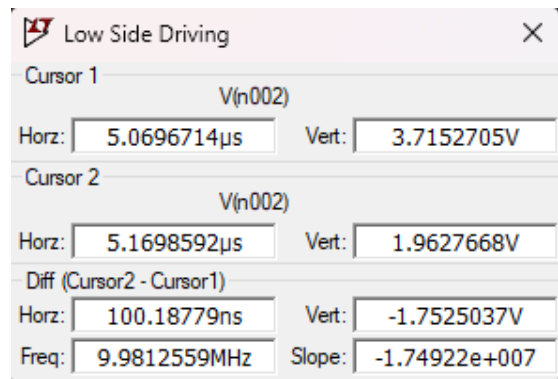 Low Side Driving
Cursor 1
V(n002)
Horz: 5.0696714µs Vert: 3.7152705V
Cursor 2
V(n002)
Horz: 5.1698592µs Vert: 1.9627668V
Diff (Cursor2 - Cursor1)
Horz: 100.18779ns Vert: -1.7525037V
Freq: 9.9812559MHz Slope: -1.74922e+007